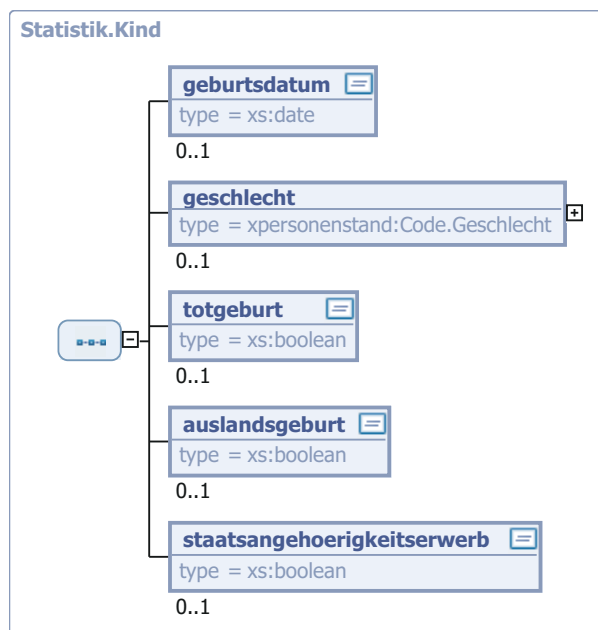 Statistik.Kind
geburtsdatum
type = xs:date
0..1
geschlecht
type = xpersonenstand:Code.Geschlecht
0..1
totgeburt
type = xs:boolean
0..1
auslandsgeburt
type = xs:boolean
0..1
staatsangehoerigkeitserwerb
type = xs:boolean
0..1